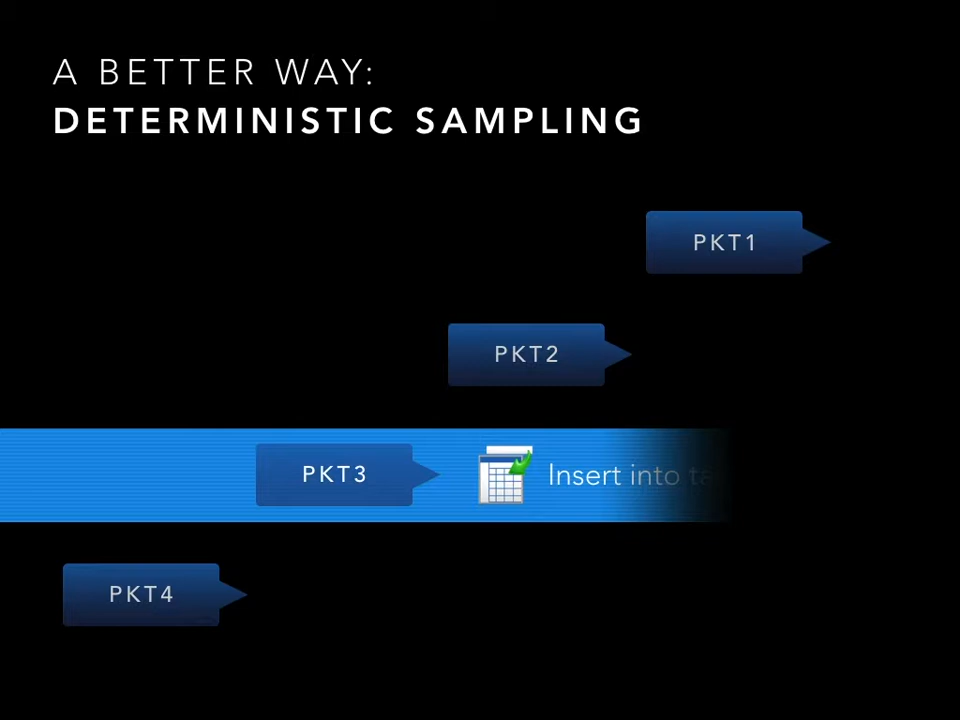 A BETTER WAY:
DETERMINISTIC SAMPLING
PKT1
PKT2
PKT3
Insert into
PKT4